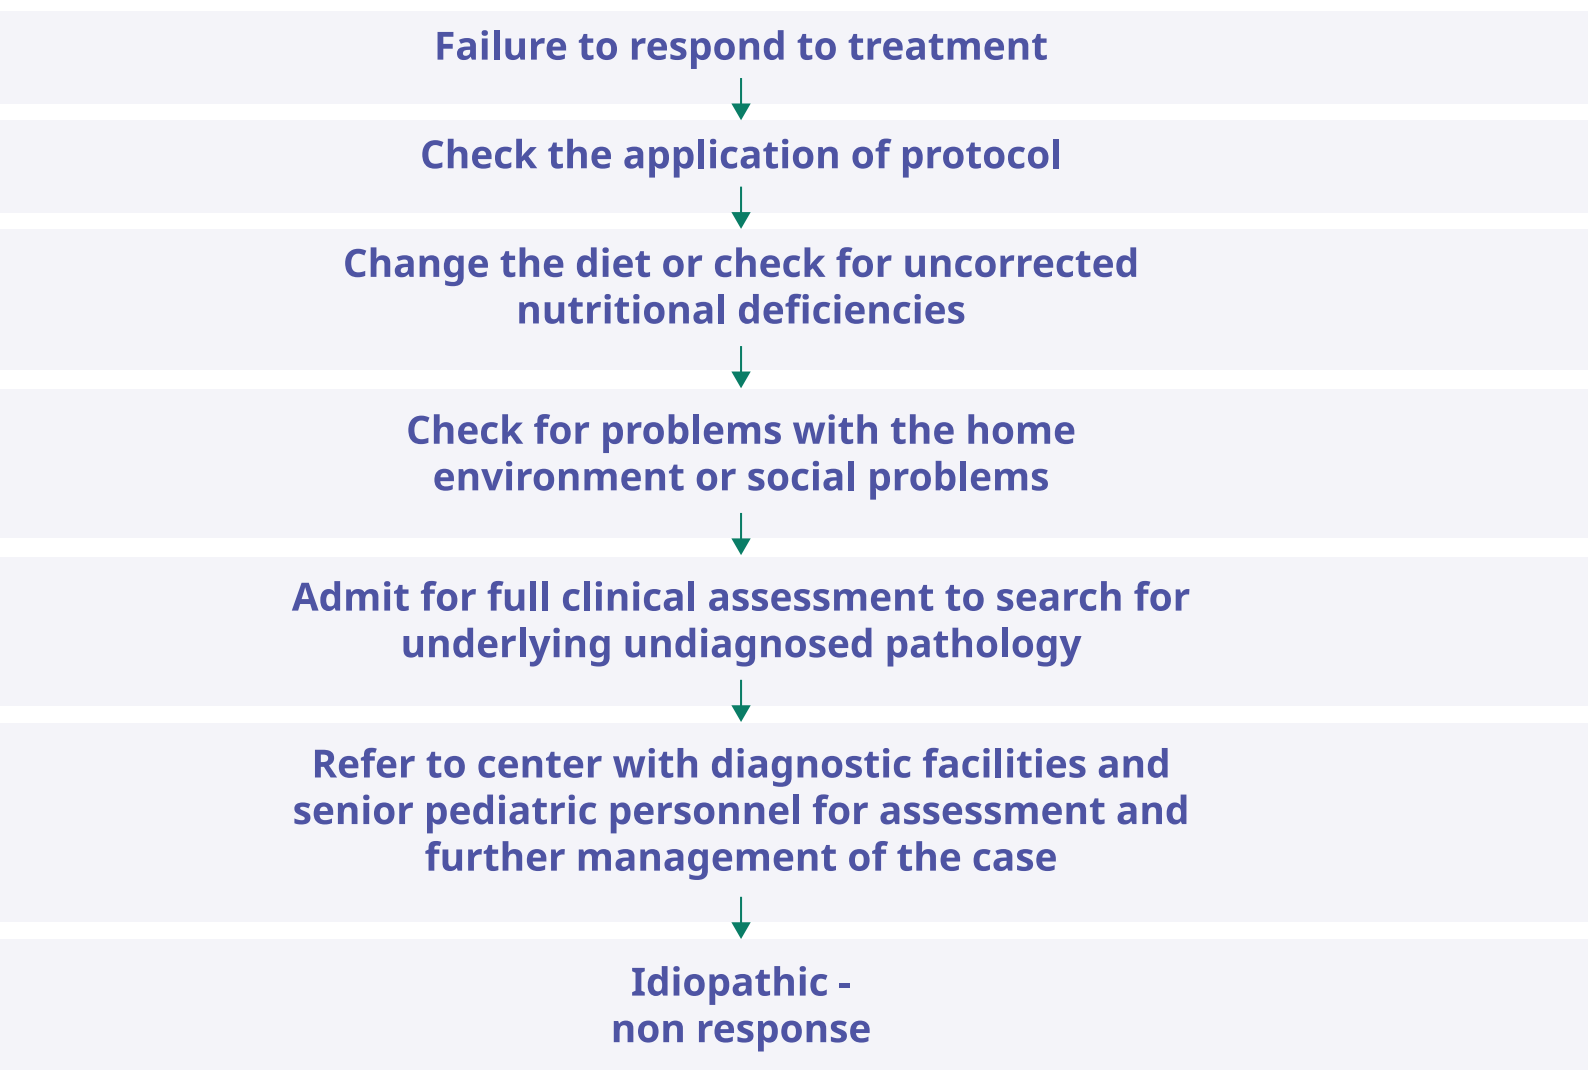 Failure to respond to treatment
Check the application of protocol
Change the diet or check for uncorrected
nutritional deficiencies
Check for problems with the home
environment or social problems
Admit for full clinical assessment to search for
underlying undiagnosed pathology
Refer to center with diagnostic facilities and
senior pediatric personnel for assessment and
further management of the case
Idiopathic -
non response